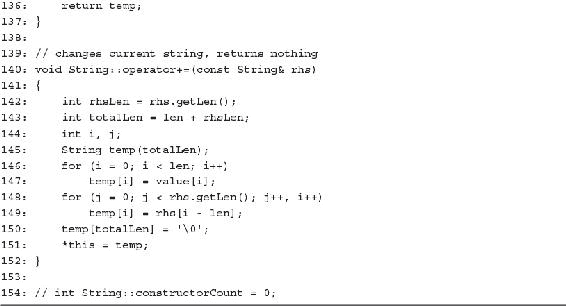 136:     return temp;
137: }
138:
139: // changes current string, returns nothing
140: void String::operator+=(const String& rhs)
141: {
142:     int rhsLen = rhs.getLen();
143:     int totalLen = len + rhsLen;
144:     int i, j;
145:     String temp(totalLen);
146:     for (i = 0; i < len; i++)
147:         temp[i] = value[i];
148:     for (j = 0; j < rhs.getLen(); j++, i++)
149:         temp[i] = rhs[i - len];
150:     temp[totalLen] = '\0';
151:     *this = temp;
152: }
153:
154: // int String::constructorCount = 0;